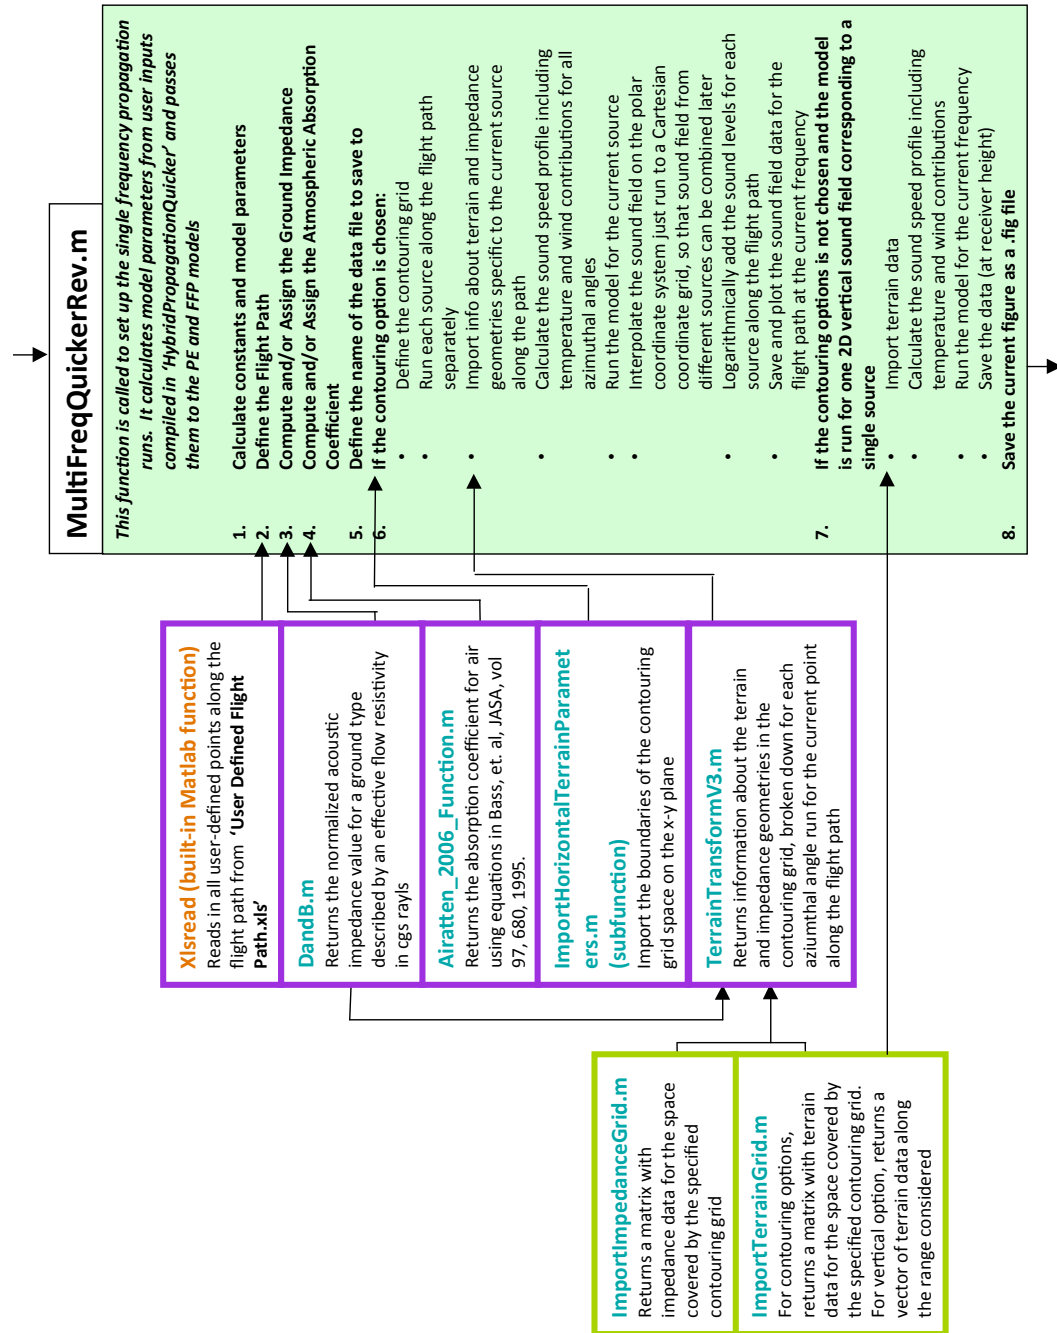 MultiFreqQuickerRev.m
This function is called to set up the single frequency propagation
runs. It calculates model parameters from user inputs
compiled in 'HybridPropagationQuicker' and passes
them to the PE and FFP models
1. Calculate constants and model parameters
2. Define the Flight Path
3. Compute and/or Assign the Ground Impedance
4. Compute and/or Assign the Atmospheric Absorption
Coefficient
5. Define the name of the data file to save to
6. If the contouring option is chosen:
• Define the contouring grid
• Run each source along the flight path
separately
• Import info about terrain and impedance
geometries specific to the current source
along the path
• Calculate the sound speed profile including
temperature and wind contributions for all
azimuthal angles
• Run the model for the current source
• Interpolate the sound field on the polar
coordinate system just run to a Cartesian
coordinate grid, so that sound field from
different sources can be combined later
• Logarithmically add the sound levels for each
source along the flight path
• Save and plot the sound field data for the
flight path at the current frequency
7. If the contouring options is not chosen and the model
is run for one 2D vertical sound field corresponding to a
single source
• Import terrain data
• Calculate the sound speed profile including
temperature and wind contributions
• Run the model for the current frequency
• Save the data (at receiver height)
8. Save the current figure as a .fig file
Xlsread (built-in Matlab function)
Reads in all user-defined points along the
flight path from 'User Defined Flight
Path.xls'
DandB.m
Returns the normalized acoustic
impedance value for a ground type
described by an effective flow resistivity
in cgs rayls
Airatten_2006_Function.m
Returns the absorption coefficient for air
using equations in Bass, et. al, JASA, vol
97, 680, 1995.
ImportHorizontalTerrainParamet
ers.m
(subfunction)
Import the boundaries of the contouring
grid space on the x-y plane
TerrainTransformV3.m
Returns information about the terrain
and impedance geometries in the
contouring grid, broken down for each
aziumthal angle run for the current point
along the flight path
ImportImpedanceGrid.m
Returns a matrix with
impedance data for the space
covered by the specified
contouring grid
ImportTerrainGrid.m
For contouring options,
returns a matrix with terrain
data for the space covered by
the specified contouring grid.
For vertical option, returns a
vector of terrain data along
the range considered